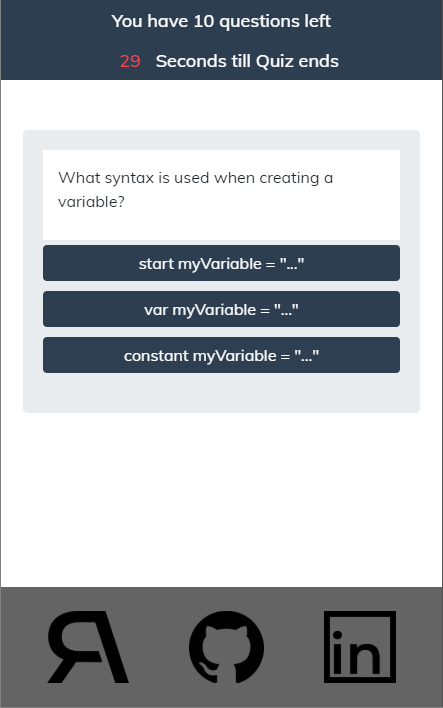 You have 10 questions left
29 Seconds till Quiz ends
What syntax is used when creating a
variable?
start myVariable = "..."
var myVariable = "..."
constant myVariable = "..."
in